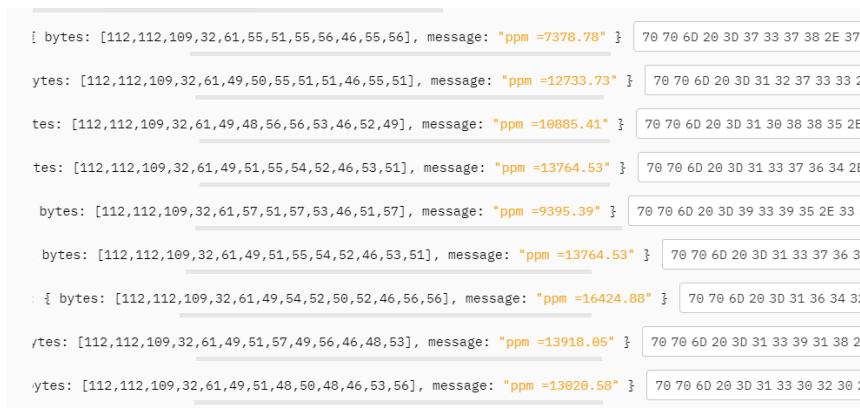 { bytes: [112,112,109,32,61,55,51,55,56,46,55,56], message: "ppm =7378.78" } 70 70 6D 20 3D 37 33 37 38 2E 37
ytes: [112,112,109,32,61,49,50,55,51,51,46,55,51], message: "ppm =12733.73" } 70 70 6D 20 3D 31 32 37 33 33 2
tes: [112,112,109,32,61,49,48,56,56,53,46,52,49], message: "ppm =10885.41" } 70 70 6D 20 3D 31 30 38 38 35 2E
tes: [112,112,109,32,61,49,51,55,54,52,46,53,51], message: "ppm =13764.53" } 70 70 6D 20 3D 31 33 37 36 34 2E
bytes: [112,112,109,32,61,57,51,57,53,46,51,57], message: "ppm =9395.39" } 70 70 6D 20 3D 39 33 39 35 2E 33
bytes: [112,112,109,32,61,49,51,55,54,52,46,53,51], message: "ppm =13764.53" } 70 70 6D 20 3D 31 33 37 36 3
: { bytes: [112,112,109,32,61,49,54,52,50,52,46,56,56], message: "ppm =16424.88" } 70 70 6D 20 3D 31 36 34 32
ytes: [112,112,109,32,61,49,51,57,49,56,46,48,53], message: "ppm =13918.05" } 70 70 6D 20 3D 31 33 39 31 38 2
ytes: [112,112,109,32,61,49,51,48,50,48,46,53,56], message: "ppm =13020.58" } 70 70 6D 20 3D 31 33 30 32 30 2